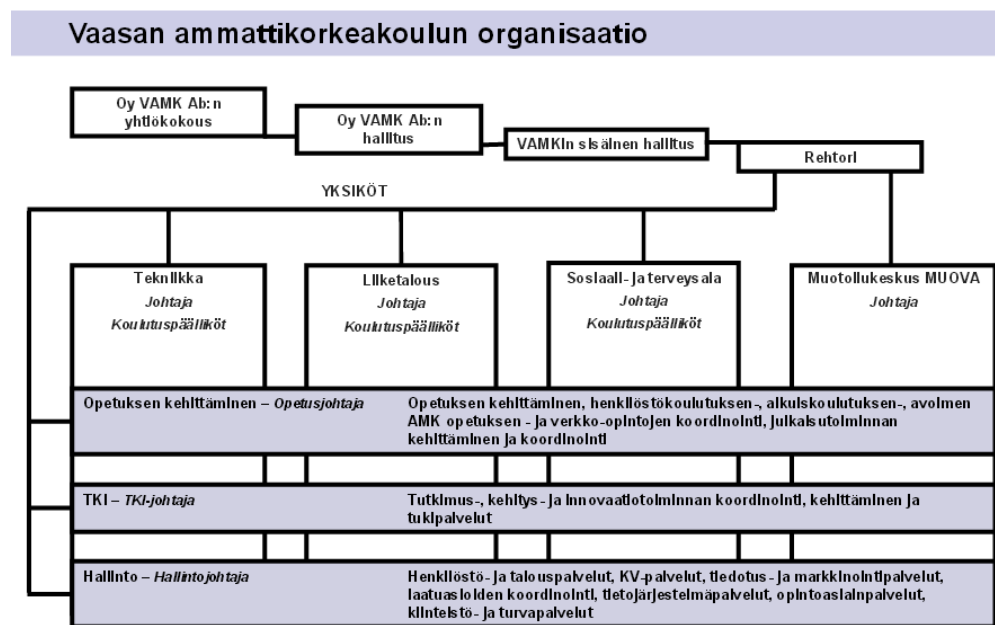 Vaasan ammattikorkeakoulun organisaatio
Oy VAMK Ab:n
yhtiökokous
Oy VAMK Ab:n
hallitus
VAMKin sisäinen hallitus
Rehtori
YKSIKÖT
Tekniikka
Johtaja
Koulutuspäälliköt
Liiketalous
Johtaja
Koulutuspäälliköt
Sosiaali- ja terveysala
Johtaja
Koulutuspäälliköt
Muotoilukeskus MUOVA
Johtaja
Opetuksen kehittäminen – Opetusjohtaja
Opetuksen kehittäminen, henkilöstökoulutuksen-, aikuiskoulutuksen-, avoimen
AMK opetuksen - ja verkko-opintojen koordinointi, julkaisutoiminnan
kehittäminen ja koordinointi
TKI – TKI-johtaja
Tutkimus-, kehitys- ja innovaatiotoiminnan koordinointi, kehittäminen ja
tukipalvelut
Hallinto – Hallintojohtaja
Henkilöstö- ja talouspalvelut, KV-palvelut, tiedotus- ja markkinointipalvelut,
laatuasioiden koordinointi, tietojärjestelmäpalvelut, opintoasiainpalvelut,
kiinteistö- ja turvapalvelut